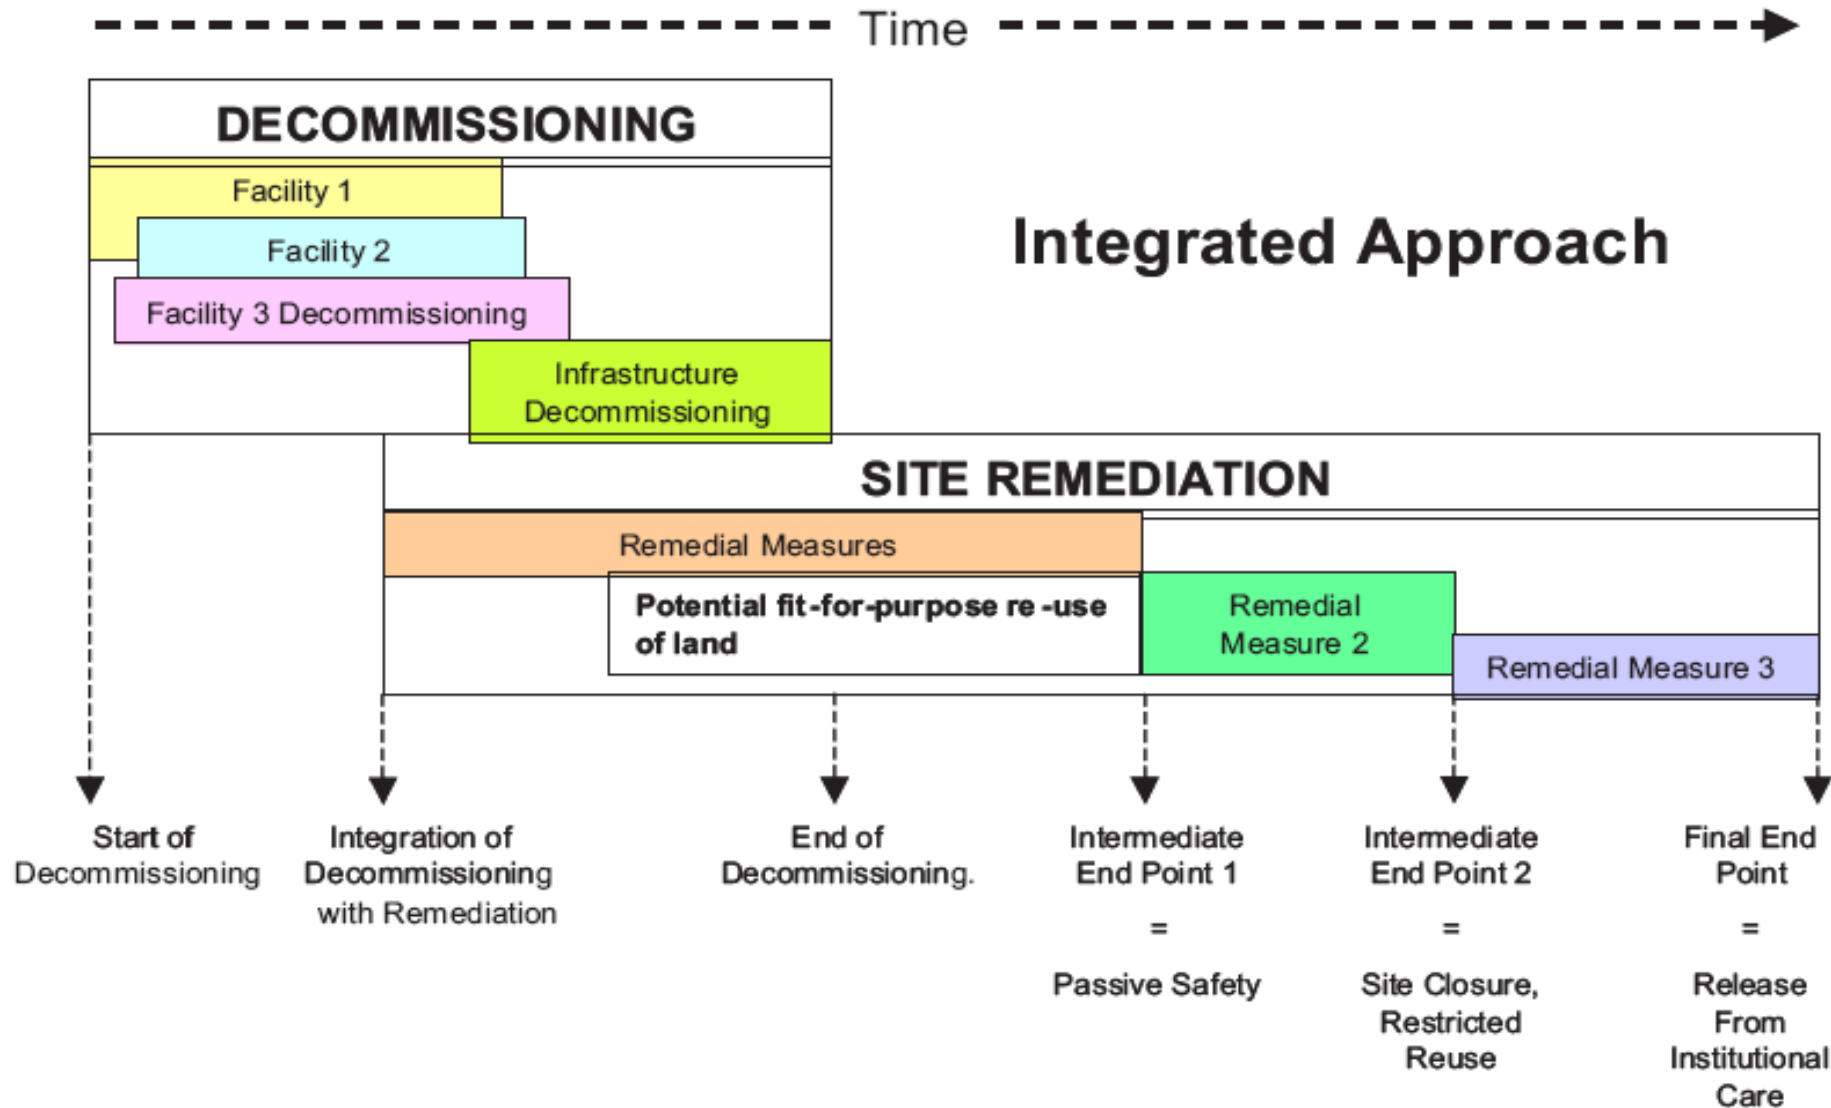 Time
DECOMMISSIONING
Facility 1
Facility 2
Facility 3 Decommissioning
Infrastructure
Decommissioning
Integrated Approach
SITE REMEDIATION
Remedial Measures
Potential fit-for-purpose re-use
of land
Remedial
Measure 2
Remedial Measure 3
Start of
Decommissioning
Integration of
Decommissioning
with Remediation
End of
Decommissioning.
Intermediate
End Point 1
=
Passive Safety
Intermediate
End Point 2
=
Site Closure,
Restricted
Reuse
Final End
Point
=
Release
From
Institutional
Care